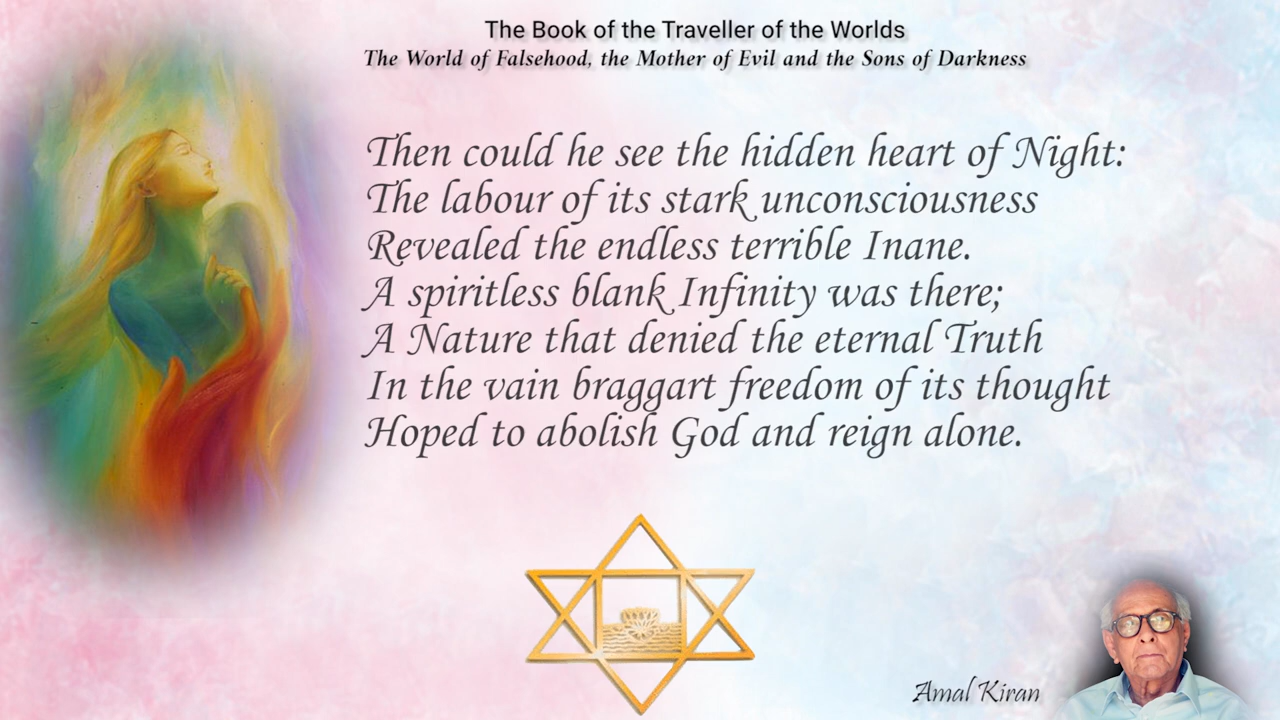 The Book of the Traveller of the Worlds
The World of Falsehood, the Mother of Evil and the Sons of Darkness
Then could he see the hidden heart of Night:
The labour of its stark unconsciousness
Revealed the endless terrible Inane.
A spiritless blank Infinity was there;
A Nature that denied the eternal Truth
In the vain braggart freedom of its thought
Hoped to abolish God and reign alone.
Amal Kiran